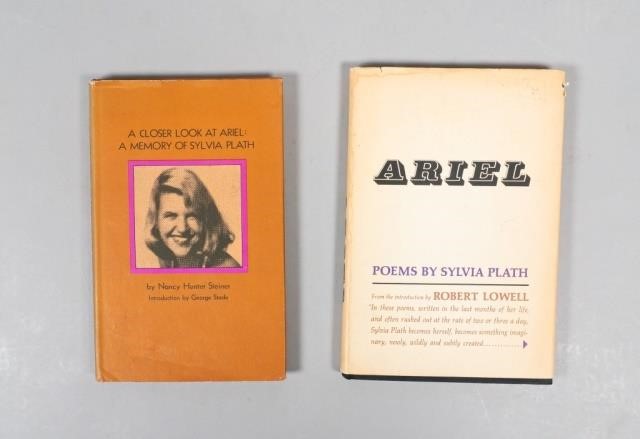 A CLOSER LOOK AT ARIEL:
A MEMORY OF SYLVIA PLATH
by Nancy Hunter Steiner
Introduction by George Stade
ARIEL
POEMS BY SYLVIA PLATH
From the introduction by ROBERT LOWELL
"In these poems, written in the last months of her life,
and often rushed out at the rate of two or three a day,
Sylvia Plath becomes herself, becomes something imagi-
nary, newly, wildly and subtly created.............